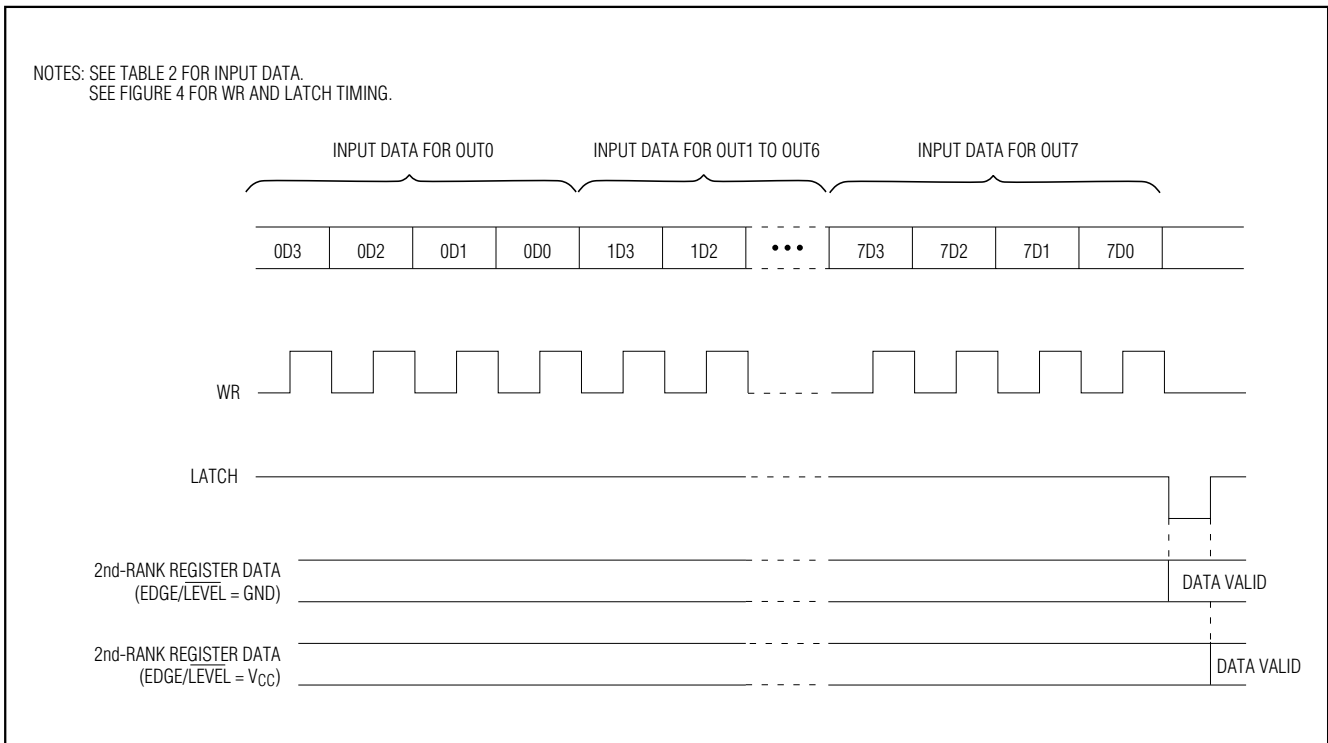 NOTES: SEE TABLE 2 FOR INPUT DATA.
SEE FIGURE 4 FOR WR AND LATCH TIMING.
INPUT DATA FOR OUT0 INPUT DATA FOR OUT1 TO OUT6 INPUT DATA FOR OUT7
0D3 0D2 0D1 0D0 1D3 1D2 ••• 7D3 7D2 7D1 7D0
WR
LATCH
2nd-RANK REGISTER DATA
(EDGE/L̅E̅V̅E̅L̅ = GND)
DATA VALID
2nd-RANK REGISTER DATA
(EDGE/L̅E̅V̅E̅L̅ = VCC)
DATA VALID